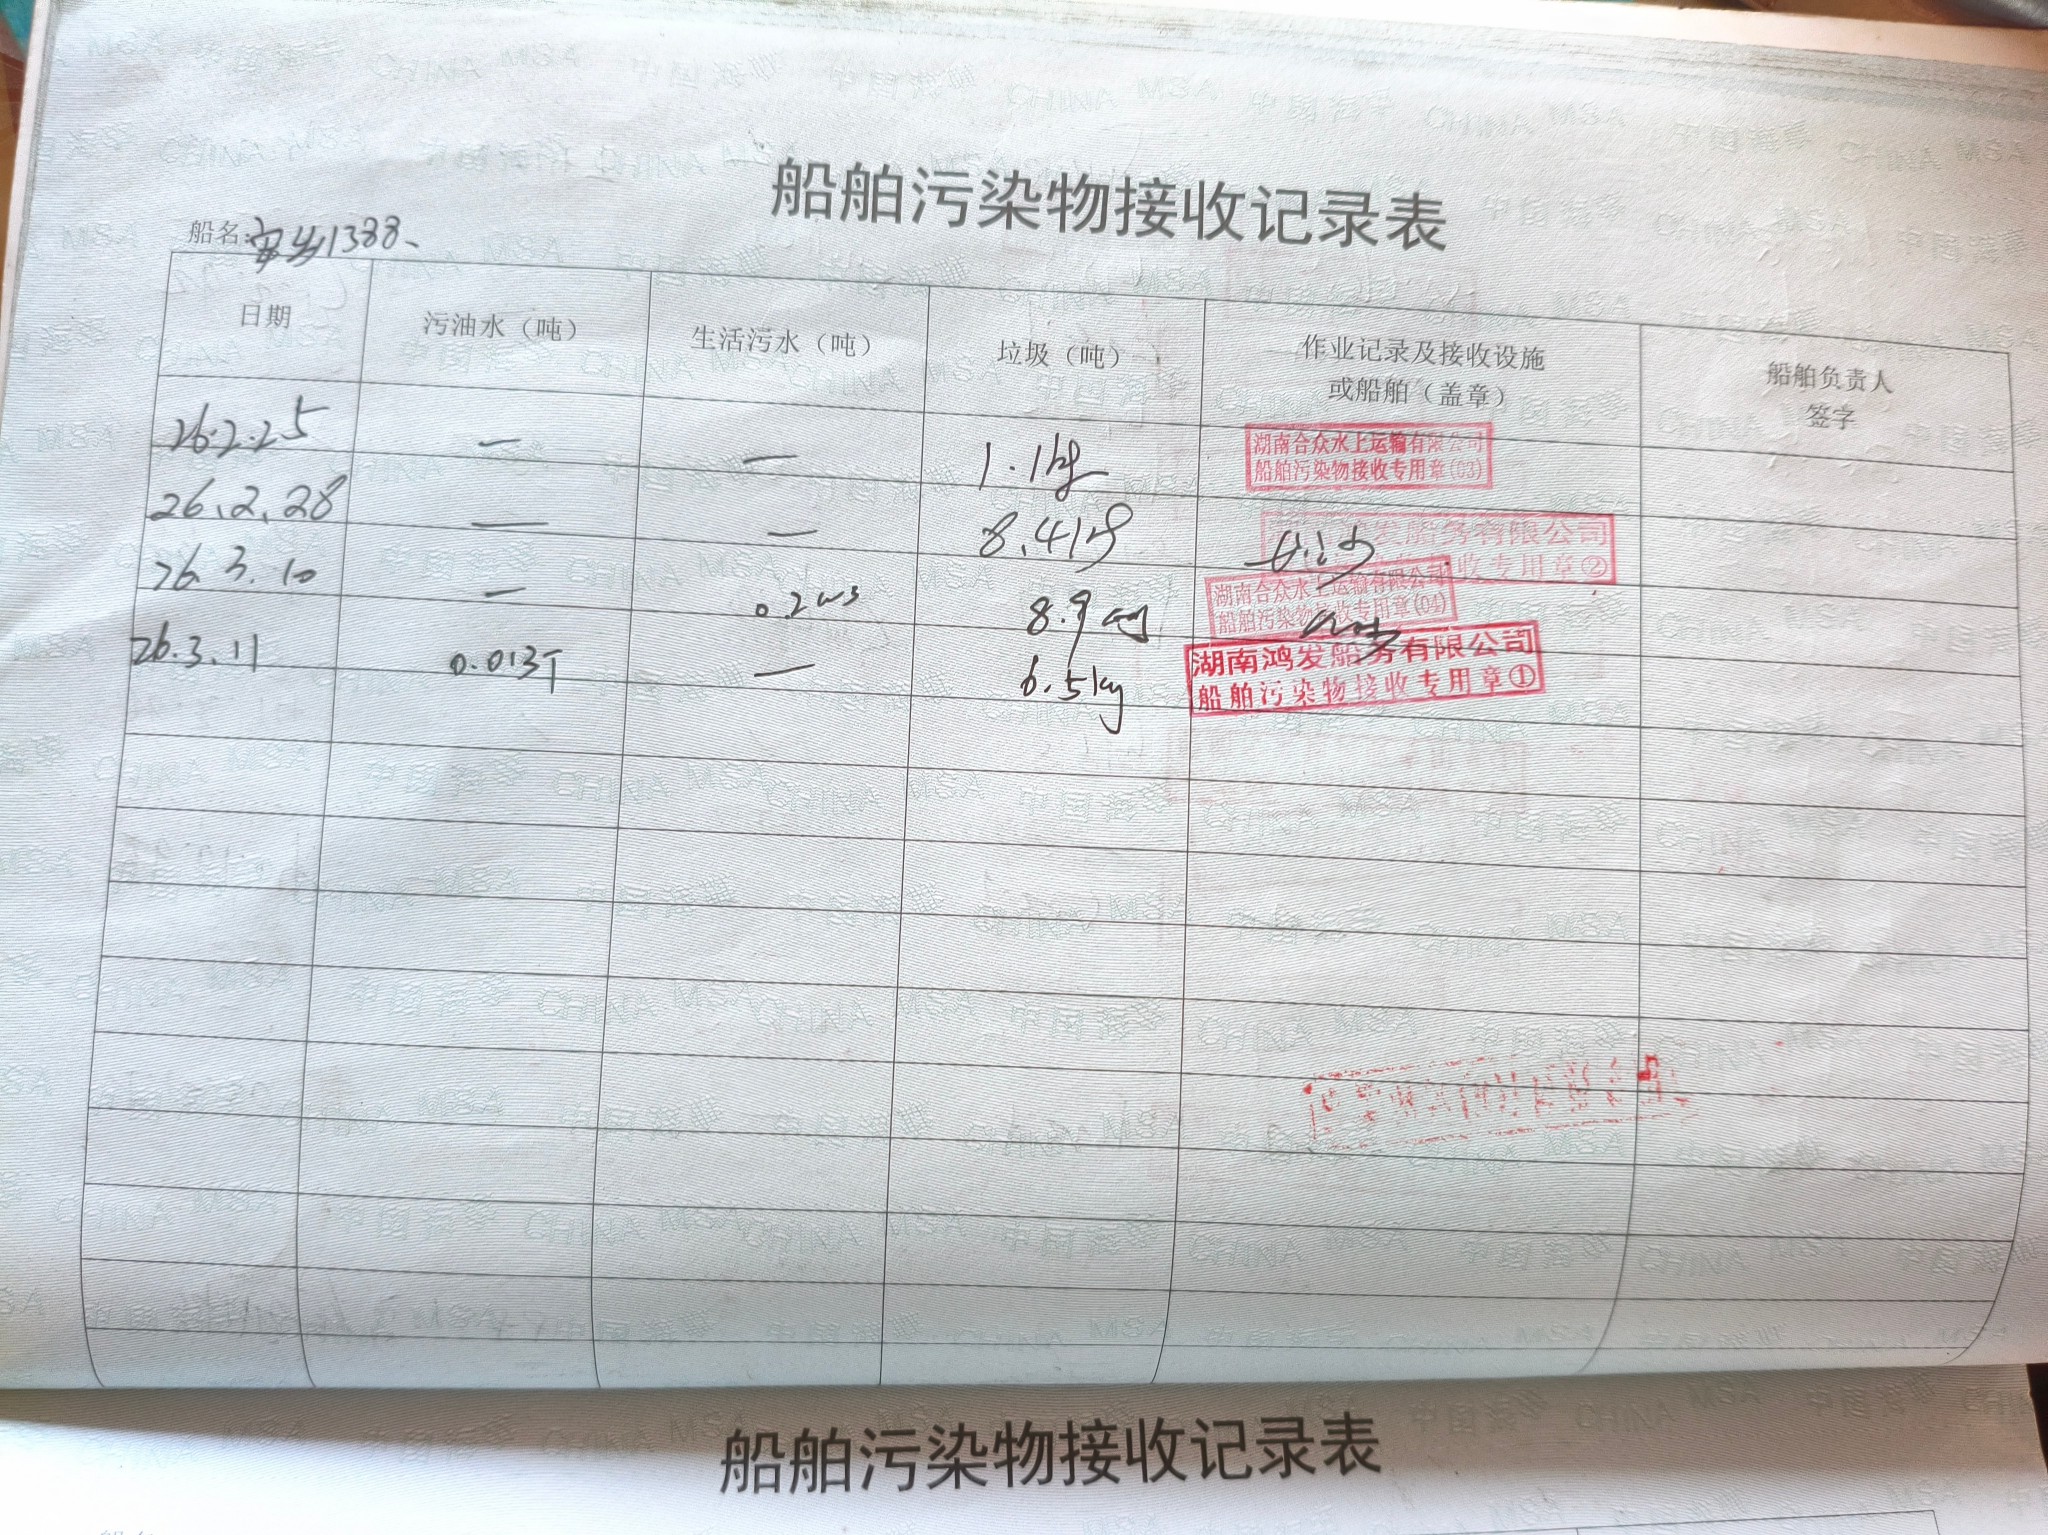 船舶污染物接收记录表
船名: 1388
日期 污油水（吨） 生活污水（吨） 垃圾（吨） 作业记录及接收设施或船舶（盖章） 船舶负责人签字
26.2.25 — — 1.1kg
湖南合众水上运输有限公司
船舶污染物接收专用章(03)
26.2.28 — — 8.4kg
发船务有限公司
收专用章②
26.3.10 — 0.2m3 8.9
湖南合众水上运输有限公司
船舶污染物接收专用章(04)
26.3.11 0.013T — 6.5kg
湖南鸿发船务有限公司
船舶污染物接收专用章①
船舶污染物接收记录表